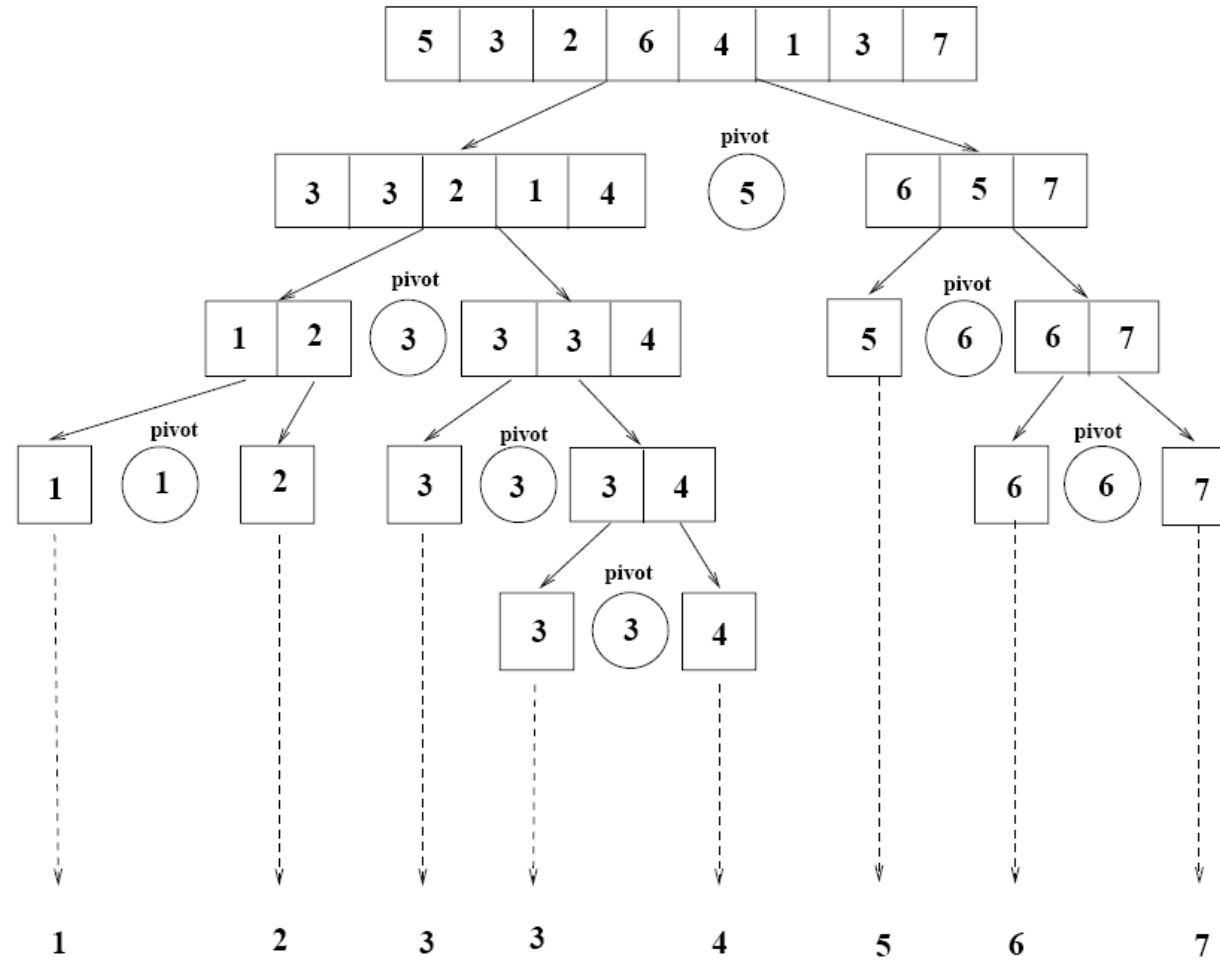 5 3 2 6 4 1 3 7
pivot
3 3 2 1 4 5 6 5 7
pivot pivot
1 2 3 3 3 4 5 6 6 7
pivot pivot pivot
1 1 2 3 3 3 4 6 6 7
pivot
3 3 4
1 2 3 3 4 5 6 7